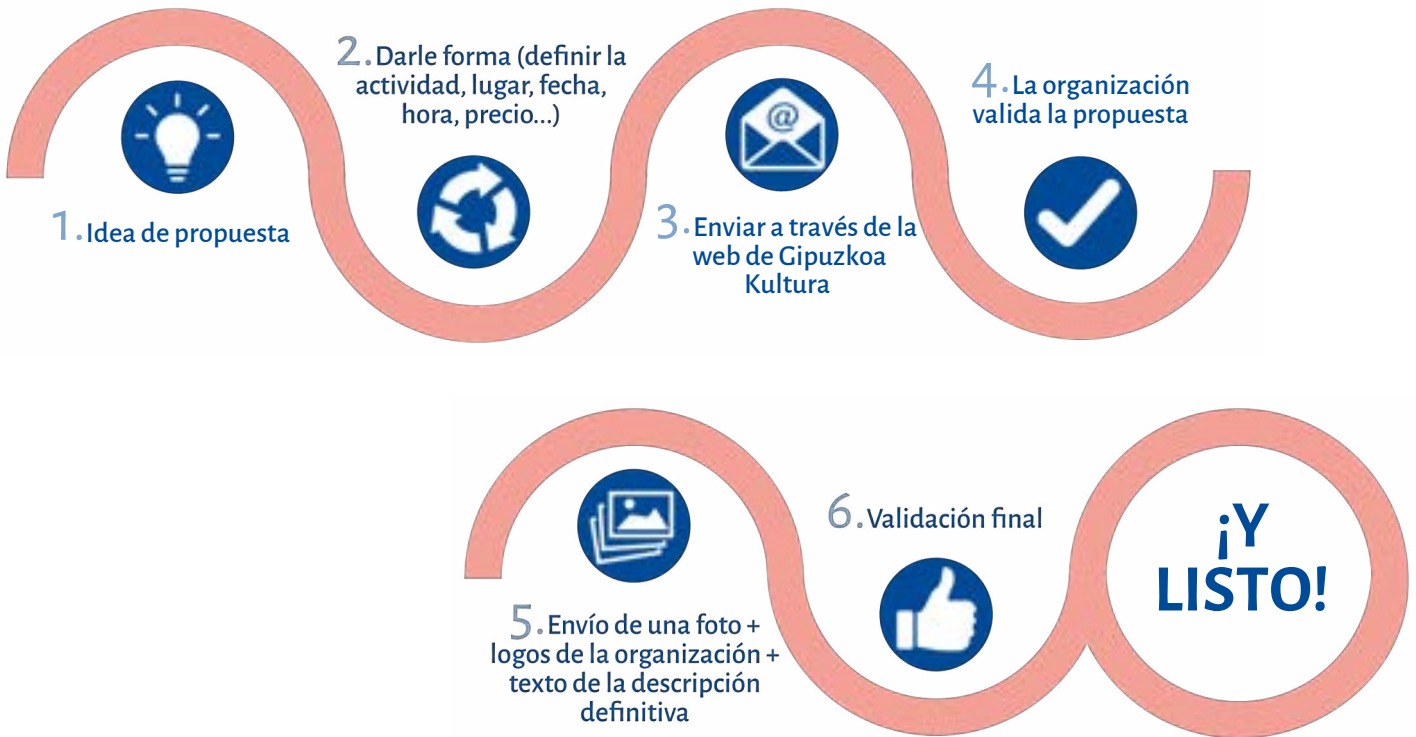 1. Idea de propuesta
2. Darle forma (definir la
actividad, lugar, fecha,
hora, precio...)
@
3. Enviar a través de la
web de Gipuzkoa
Kultura
4. La organización
valida la propuesta
5. Envío de una foto +
logos de la organización +
texto de la descripción
definitiva
6. Validación final
¡Y
LISTO!